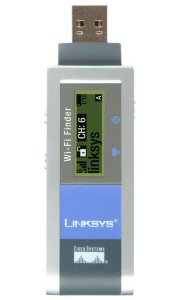 Wi-Fi Finder
A
CH: 6
linksys
LINKSYS®
CISCO SYSTEMS